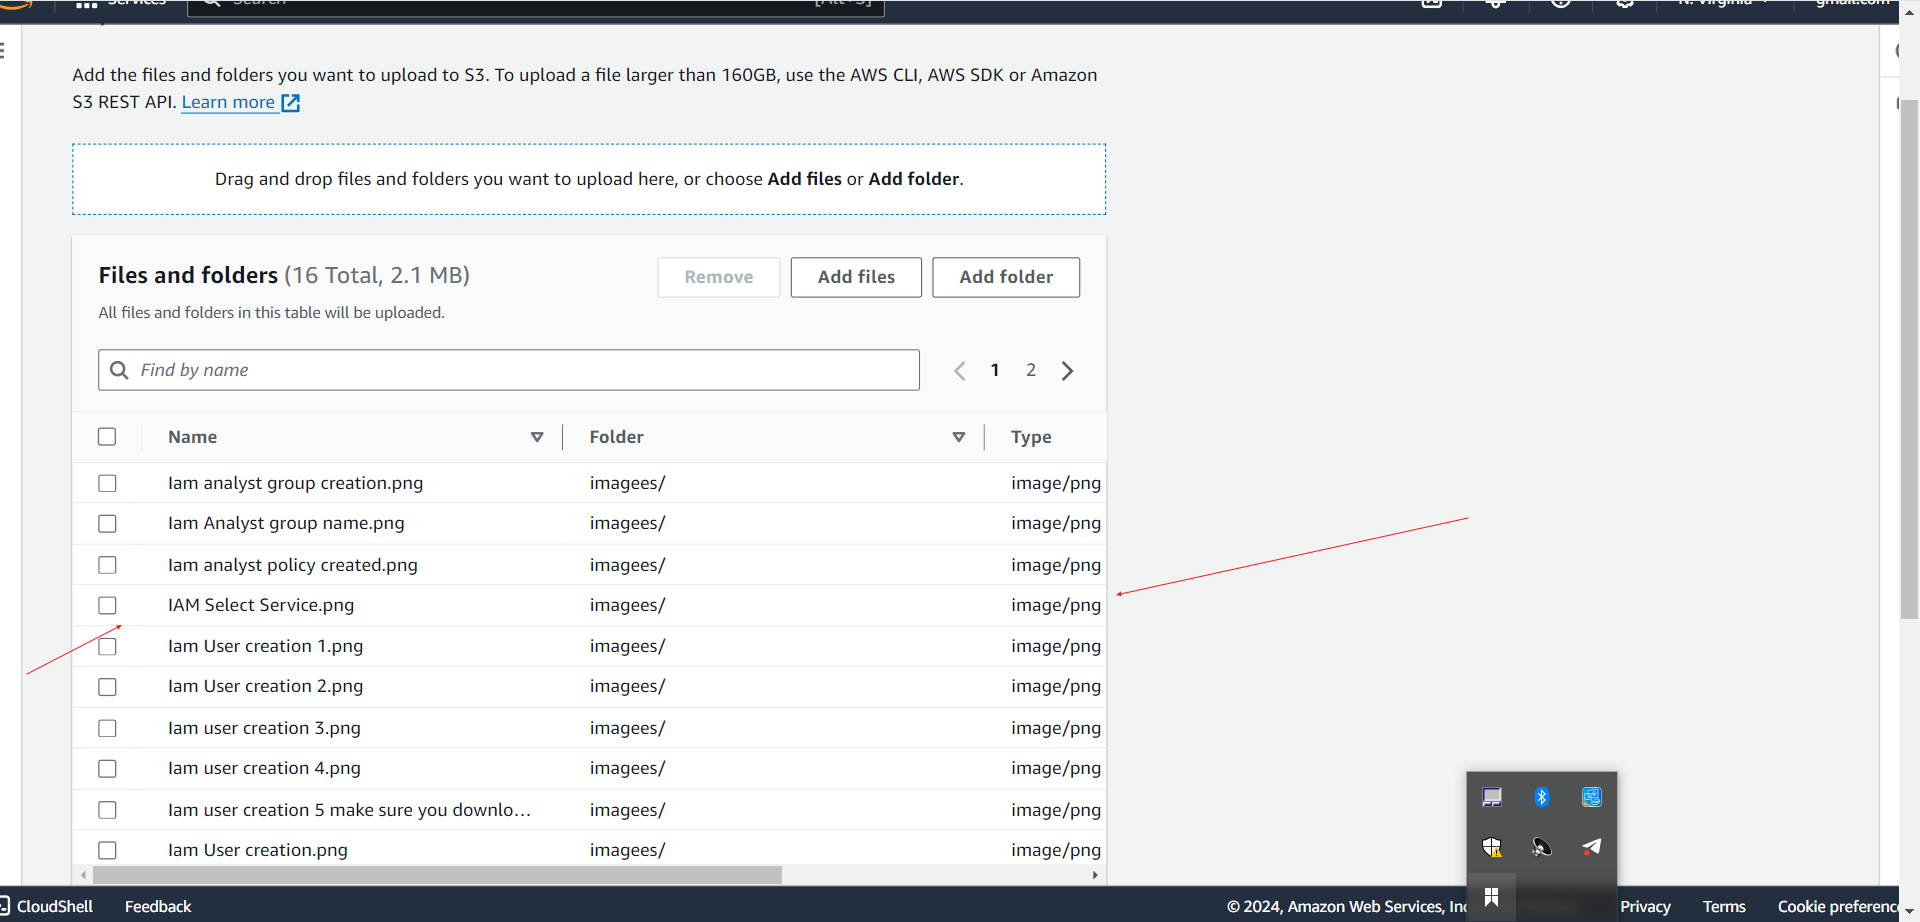 Services
Search
[Alt+S]
N. Virginia
gmail.com
Add the files and folders you want to upload to S3. To upload a file larger than 160GB, use the AWS CLI, AWS SDK or Amazon
S3 REST API. Learn more
Drag and drop files and folders you want to upload here, or choose Add files or Add folder.
Files and folders (16 Total, 2.1 MB)
Remove
Add files
Add folder
All files and folders in this table will be uploaded.
Find by name
1 2
Name Folder Type
Iam analyst group creation.png imagees/ image/png
Iam Analyst group name.png imagees/ image/png
Iam analyst policy created.png imagees/ image/png
IAM Select Service.png imagees/ image/png
Iam User creation 1.png imagees/ image/png
Iam User creation 2.png imagees/ image/png
Iam user creation 3.png imagees/ image/png
Iam user creation 4.png imagees/ image/png
Iam user creation 5 make sure you downlo... imagees/ image/png
Iam User creation.png imagees/ image/png
CloudShell Feedback © 2024, Amazon Web Services, Inc Privacy Terms Cookie preference